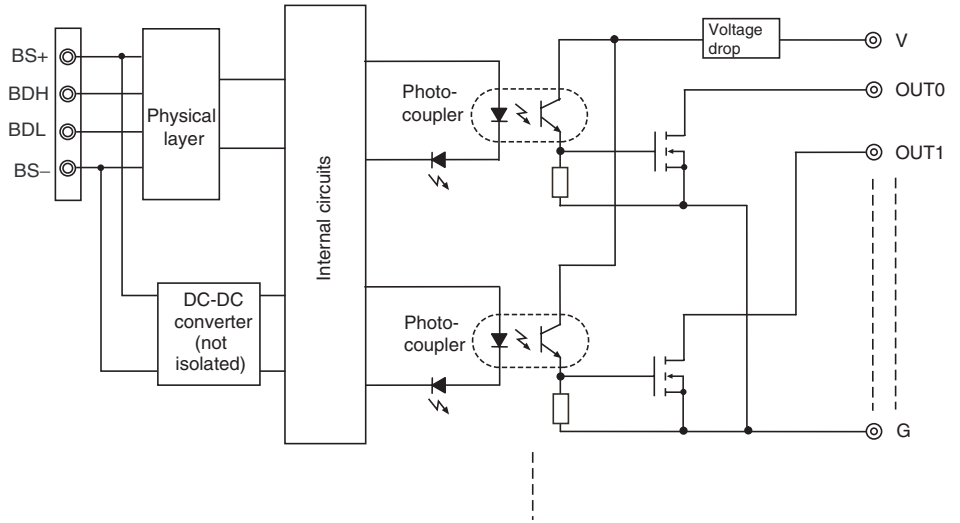 BS+
BDH
BDL
BS–
Physical
layer
DC-DC
converter
(not
isolated)
Internal circuits
Photo-
coupler
Photo-
coupler
Voltage
drop
V
OUT0
OUT1
G